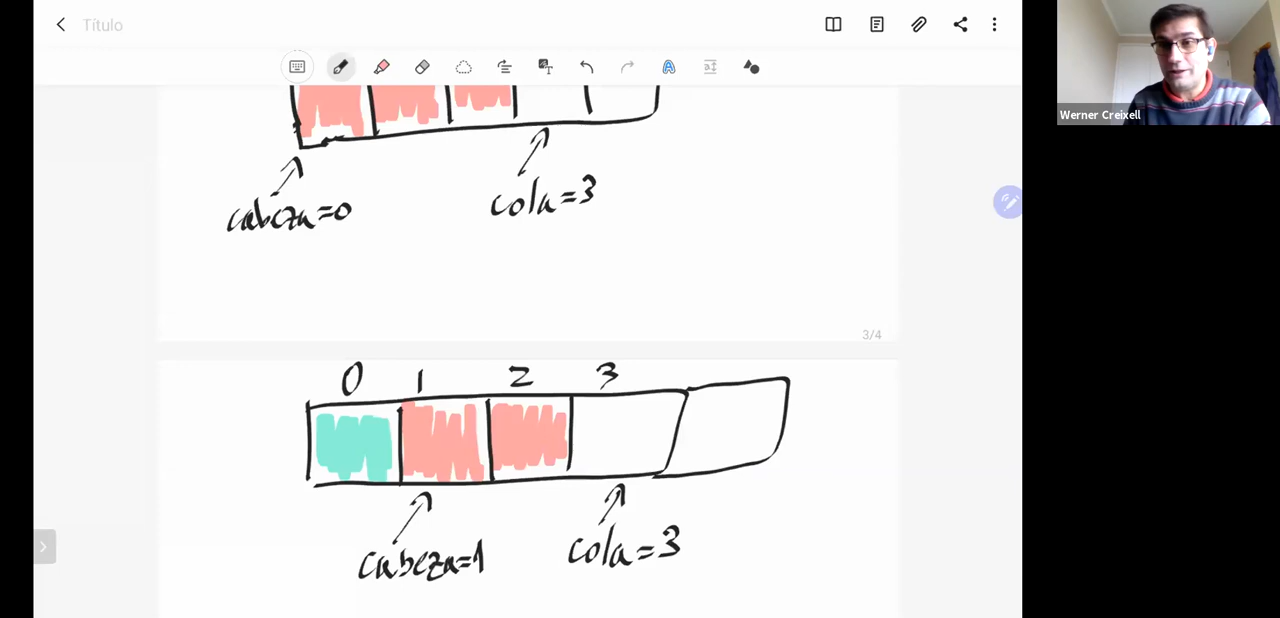 Título
cabeza=0
cola=3
3/4
0 1 2 3
cabeza=1
cola=3
Werner Creixell